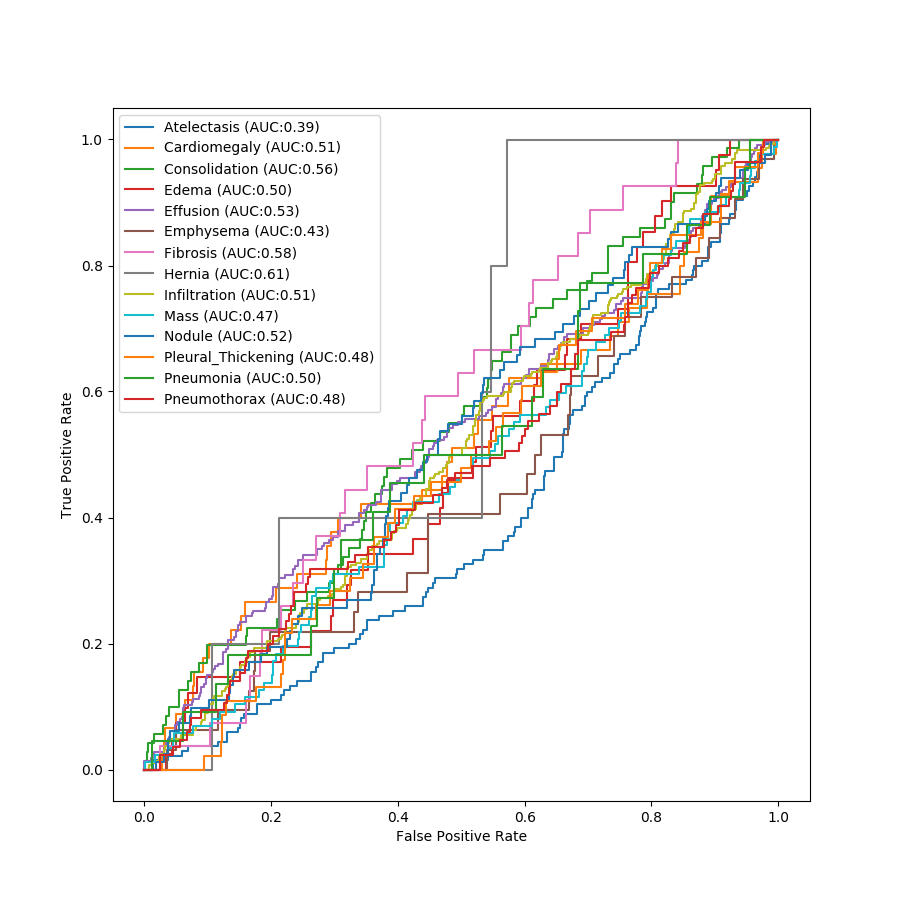 Atelectasis (AUC:0.39)
Cardiomegaly (AUC:0.51)
Consolidation (AUC:0.56)
Edema (AUC:0.50)
Effusion (AUC:0.53)
Emphysema (AUC:0.43)
Fibrosis (AUC:0.58)
Hernia (AUC:0.61)
Infiltration (AUC:0.51)
Mass (AUC:0.47)
Nodule (AUC:0.52)
Pleural_Thickening (AUC:0.48)
Pneumonia (AUC:0.50)
Pneumothorax (AUC:0.48)
True Positive Rate
1.0
0.8
0.6
0.4
0.2
0.0
0.0 0.2 0.4 0.6 0.8 1.0
False Positive Rate